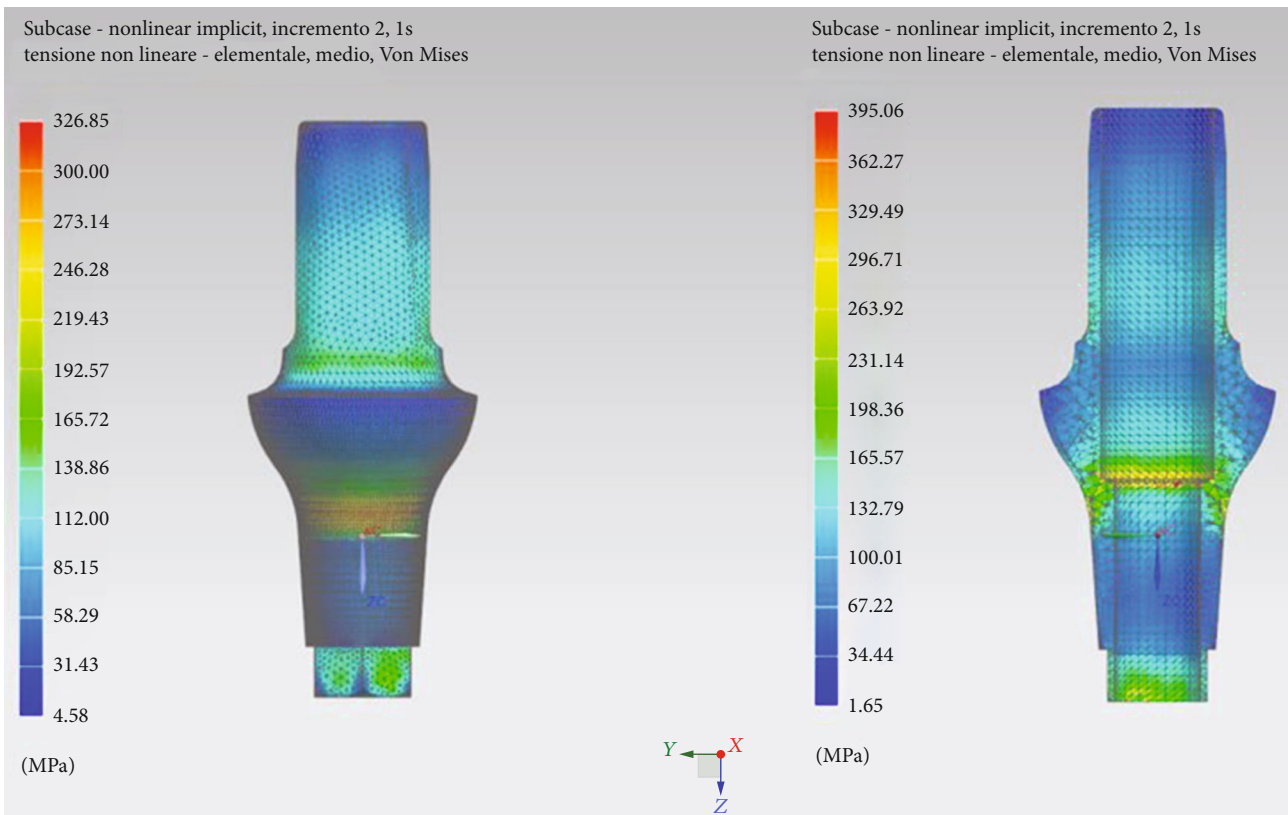 Subcase - nonlinear implicit, incremento 2, 1s
tensione non lineare - elementale, medio, Von Mises
326.85
300.00
273.14
246.28
219.43
192.57
165.72
138.86
112.00
85.15
58.29
31.43
4.58
(MPa)
XC
ZC
Subcase - nonlinear implicit, incremento 2, 1s
tensione non lineare - elementale, medio, Von Mises
395.06
362.27
329.49
296.71
263.92
231.14
198.36
165.57
132.79
100.01
67.22
34.44
1.65
(MPa)
XC
ZC
Y
X
Z